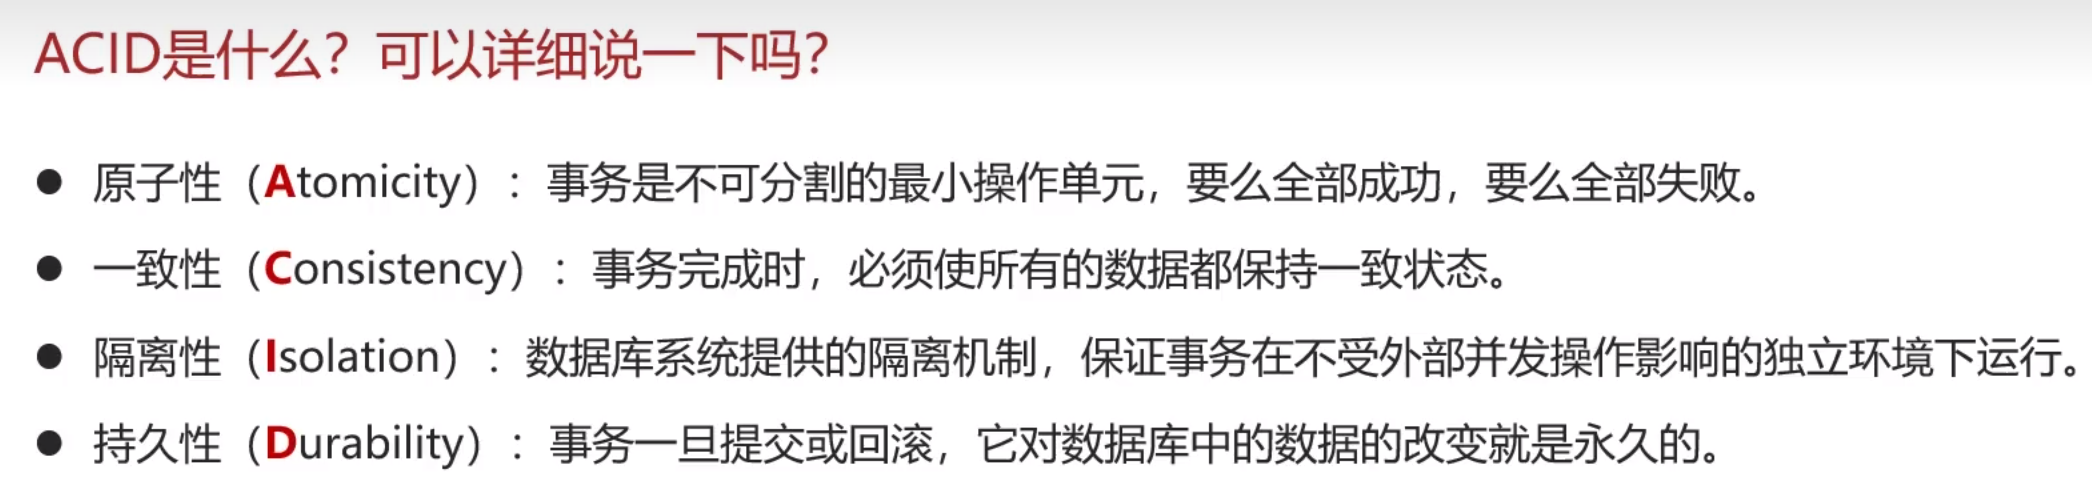 ACID是什么？可以详细说一下吗？
● 原子性（Atomicity）：事务是不可分割的最小操作单元，要么全部成功，要么全部失败。
● 一致性（Consistency）：事务完成时，必须使所有的数据都保持一致状态。
● 隔离性（Isolation）：数据库系统提供的隔离机制，保证事务在不受外部并发操作影响的独立环境下运行。
● 持久性（Durability）：事务一旦提交或回滚，它对数据库中的数据的改变就是永久的。